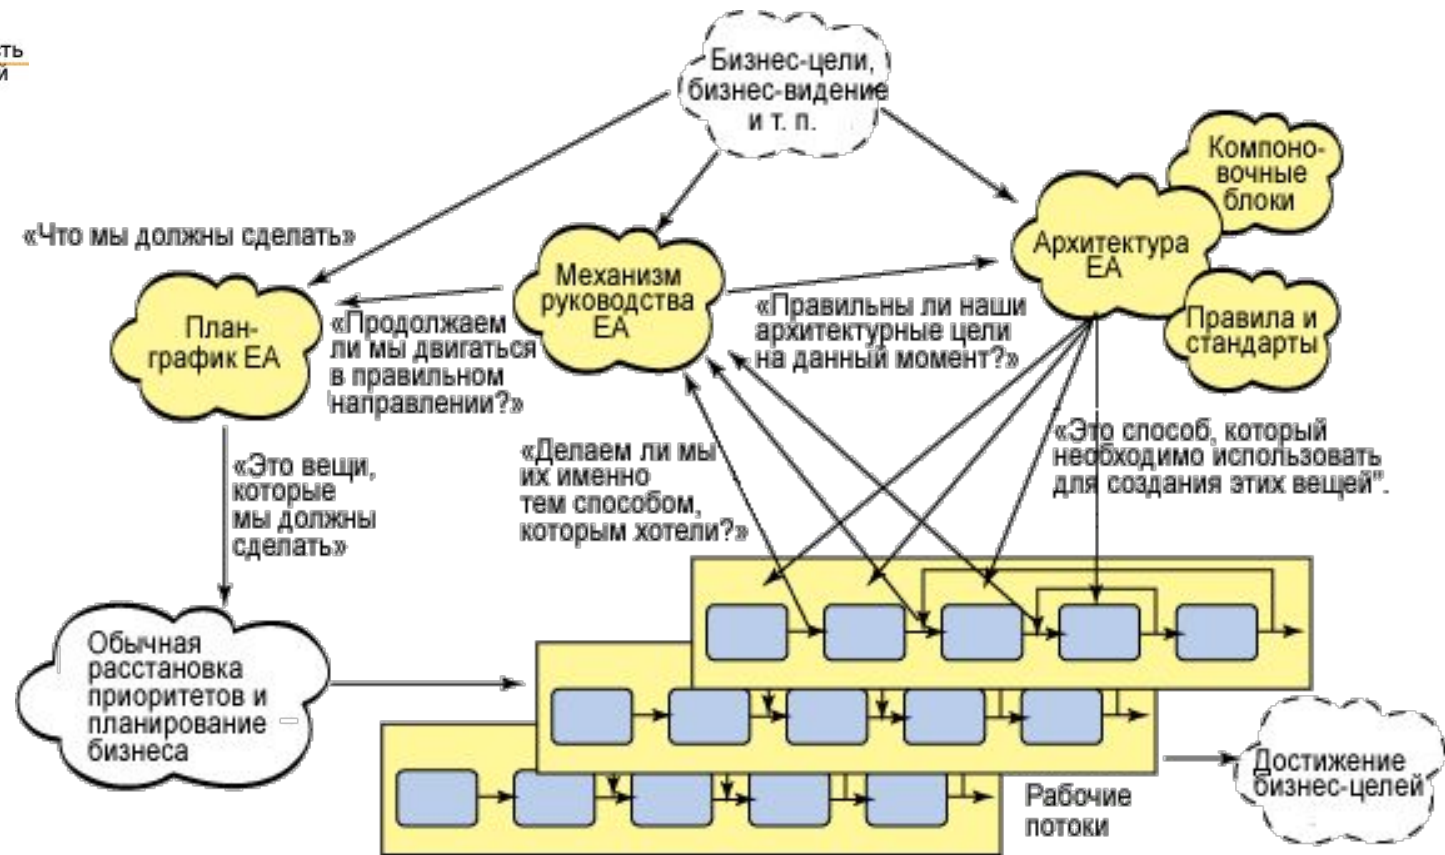 Бизнес-цели,
бизнес-видение
и т. п.
Компоно-
вочные
блоки
Архитектура
EA
Правила и
стандарты
«Что мы должны сделать»
Механизм
руководства
EA
План-
график EA
«Продолжаем
ли мы двигаться
в правильном
направлении?»
«Правильны ли наши
архитектурные цели
на данный момент?»
«Это вещи,
которые
мы должны
сделать»
«Делаем ли мы
их именно
тем способом,
которым хотели?»
«Это способ, который
необходимо использовать
для создания этих вещей".
Обычная
расстановка
приоритетов и
планирование
бизнеса
Рабочие
потоки
Достижение
бизнес-целей